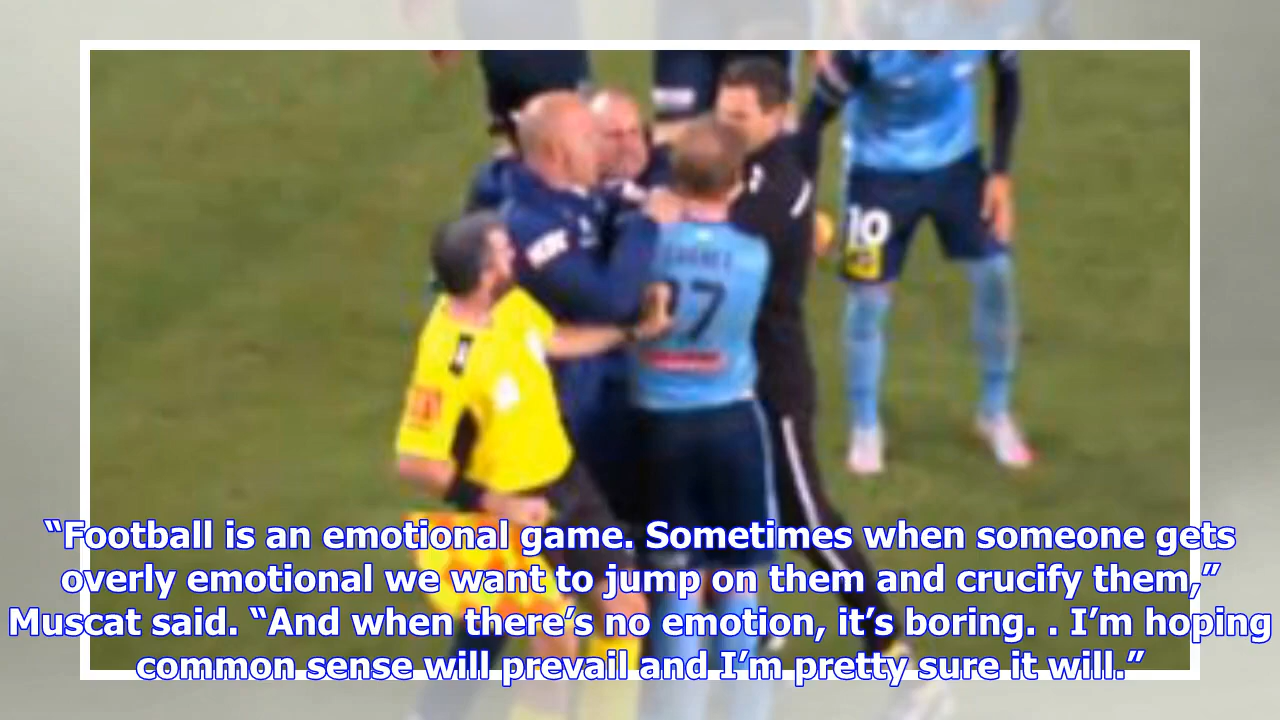 10
27
“Football is an emotional game. Sometimes when someone gets
overly emotional we want to jump on them and crucify them,”
Muscat said. “And when there’s no emotion, it’s boring. . I’m hoping
common sense will prevail and I’m pretty sure it will.”